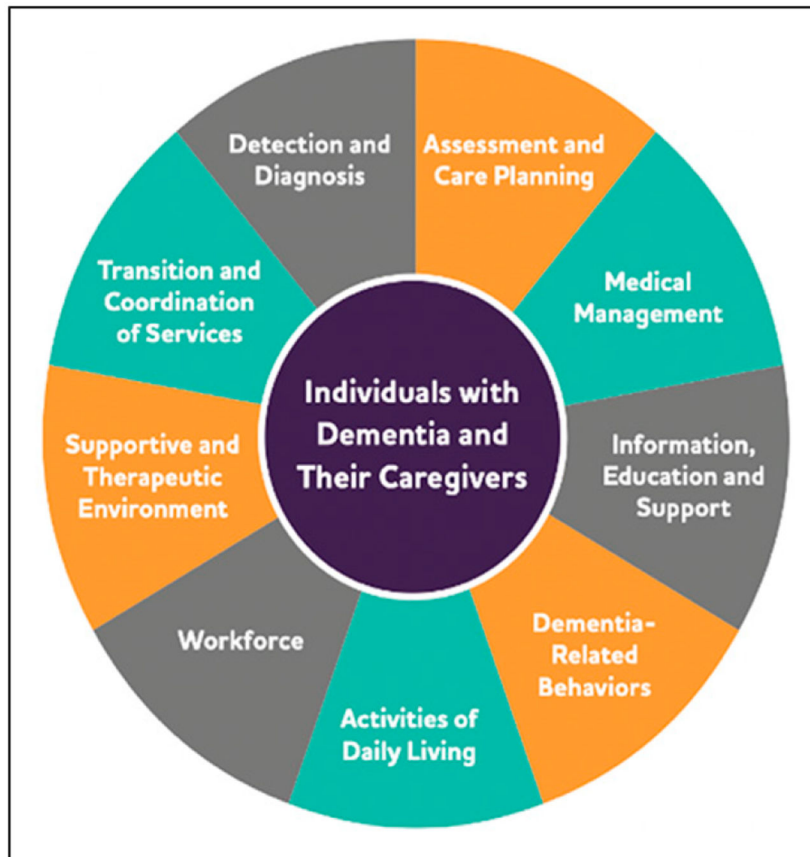 Detection and
Diagnosis
Assessment and
Care Planning
Transition and
Coordination
of Services
Medical
Management
Individuals with
Dementia and
Their Caregivers
Supportive and
Therapeutic
Environment
Information,
Education and
Support
Workforce
Dementia-
Related
Behaviors
Activities of
Daily Living